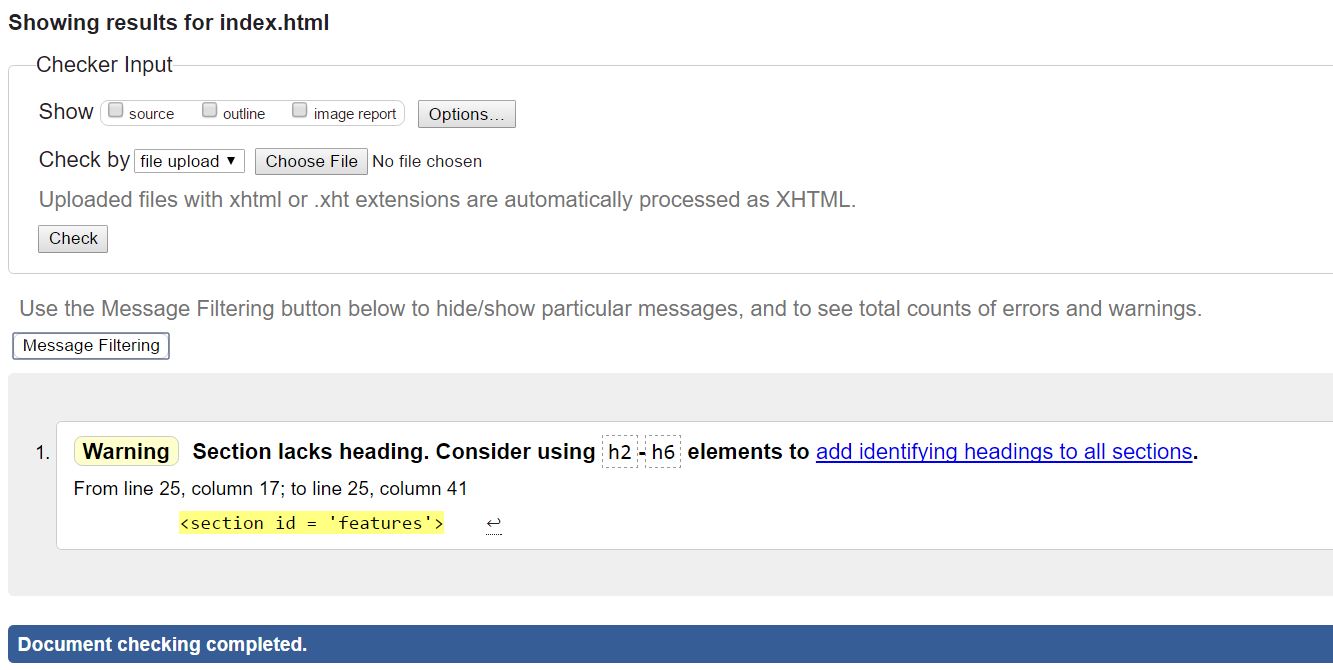 Showing results for index.html
Checker Input
Show source outline image report Options...
Check by file upload ▼ Choose File No file chosen
Uploaded files with xhtml or .xht extensions are automatically processed as XHTML.
Check
Use the Message Filtering button below to hide/show particular messages, and to see total counts of errors and warnings.
Message Filtering
1. Warning Section lacks heading. Consider using h2-h6 elements to add identifying headings to all sections.
From line 25, column 17; to line 25, column 41
<section id = 'features'> ↩
Document checking completed.